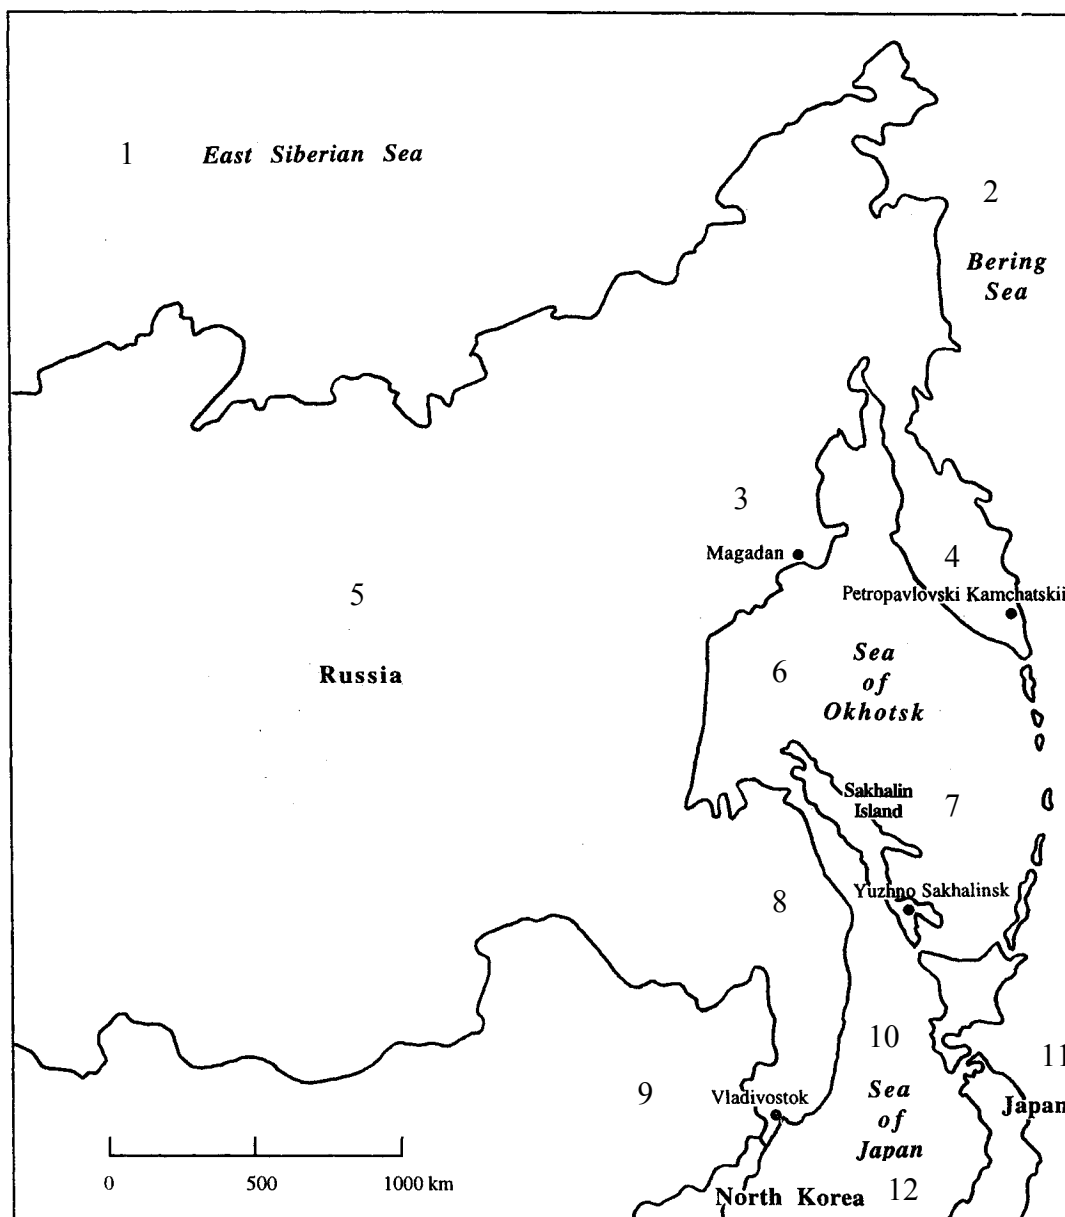 1
East Siberian Sea
2
Bering
Sea
3
Magadan
4
5
Petropavlovski Kamchatskii
Russia
6
Sea
of
Okhotsk
Sakhalin
Island
7
8
Yuzhno Sakhalinsk
10
11
9
Vladivostok
Sea
of
Japan
Japan
0
500
1000 km
North Korea
12